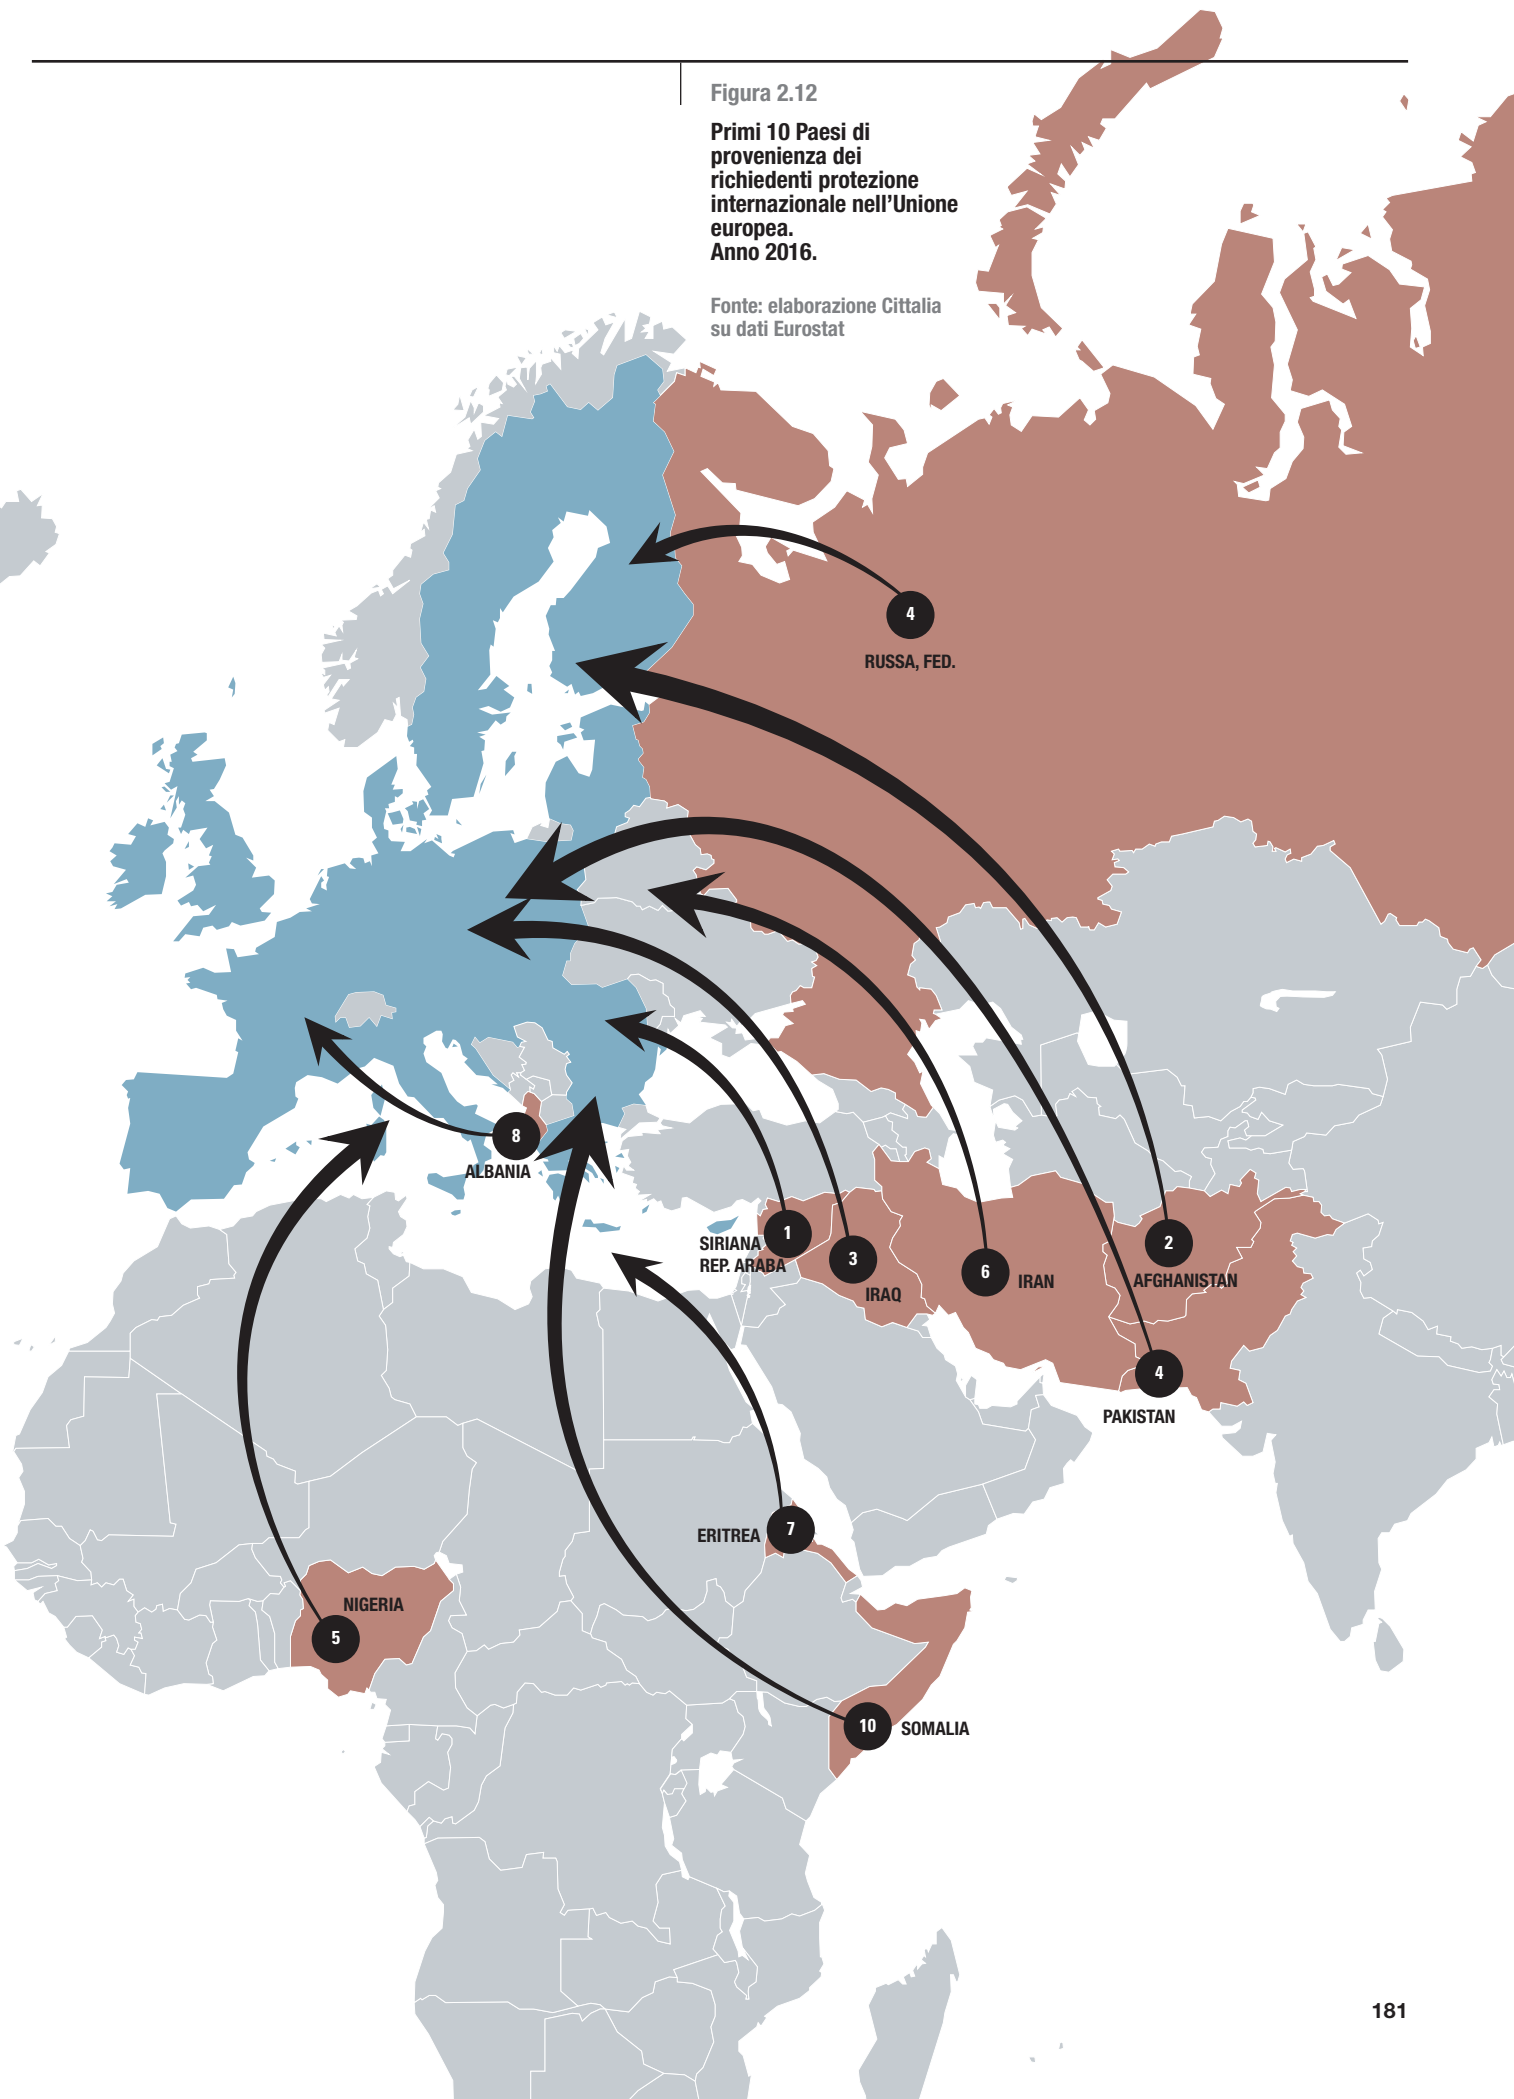 Figura 2.12
Primi 10 Paesi di
provenienza dei
richiedenti protezione
internazionale nell’Unione
europea.
Anno 2016.
Fonte: elaborazione Cittalia
su dati Eurostat
4
RUSSA, FED.
8
ALBANIA
1
SIRIANA
REP. ARABA
3
IRAQ
6
IRAN
2
AFGHANISTAN
4
PAKISTAN
7
ERITREA
NIGERIA
5
10
SOMALIA
181